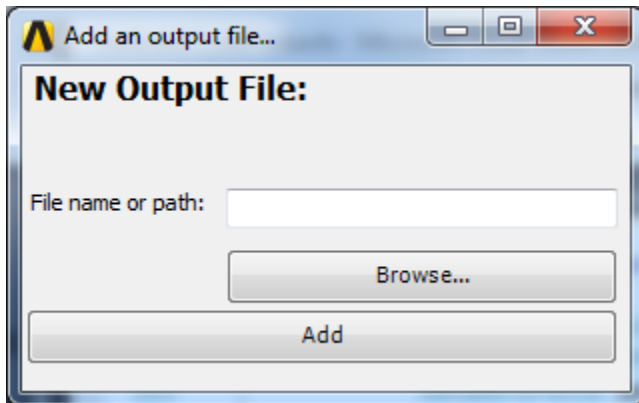 Add an output file...
New Output File:
File name or path:
Browse...
Add